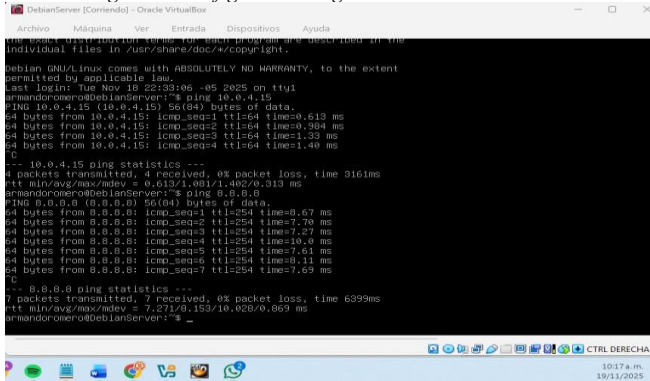 DebianServer [Corriendo] - Oracle VirtualBox
Archivo Máquina Ver Entrada Dispositivos Ayuda
the exact distribution terms for each program are described in the
individual files in /usr/share/doc/*/copyright.
Debian GNU/Linux comes with ABSOLUTELY NO WARRANTY, to the extent
permitted by applicable law.
Last login: Tue Nov 18 22:33:06 -05 2025 on tty1
armandoromero@DebianServer:~$ ping 10.0.4.15
PING 10.0.4.15 (10.0.4.15) 56(84) bytes of data.
64 bytes from 10.0.4.15: icmp_seq=1 ttl=64 time=0.613 ms
64 bytes from 10.0.4.15: icmp_seq=2 ttl=64 time=0.984 ms
64 bytes from 10.0.4.15: icmp_seq=3 ttl=64 time=1.33 ms
64 bytes from 10.0.4.15: icmp_seq=4 ttl=64 time=1.40 ms
^C
--- 10.0.4.15 ping statistics ---
4 packets transmitted, 4 received, 0% packet loss, time 3161ms
rtt min/avg/max/mdev = 0.613/1.081/1.402/0.313 ms
armandoromero@DebianServer:~$ ping 8.8.8.8
PING 8.8.8.8 (8.8.8.8) 56(84) bytes of data.
64 bytes from 8.8.8.8: icmp_seq=1 ttl=254 time=8.67 ms
64 bytes from 8.8.8.8: icmp_seq=2 ttl=254 time=7.70 ms
64 bytes from 8.8.8.8: icmp_seq=3 ttl=254 time=7.27 ms
64 bytes from 8.8.8.8: icmp_seq=4 ttl=254 time=10.0 ms
64 bytes from 8.8.8.8: icmp_seq=5 ttl=254 time=7.61 ms
64 bytes from 8.8.8.8: icmp_seq=6 ttl=254 time=8.11 ms
64 bytes from 8.8.8.8: icmp_seq=7 ttl=254 time=7.69 ms
^C
--- 8.8.8.8 ping statistics ---
7 packets transmitted, 7 received, 0% packet loss, time 6399ms
rtt min/avg/max/mdev = 7.271/8.153/10.028/0.869 ms
armandoromero@DebianServer:~$ _
CTRL DERECHA
10:17 a.m.
19/11/2025